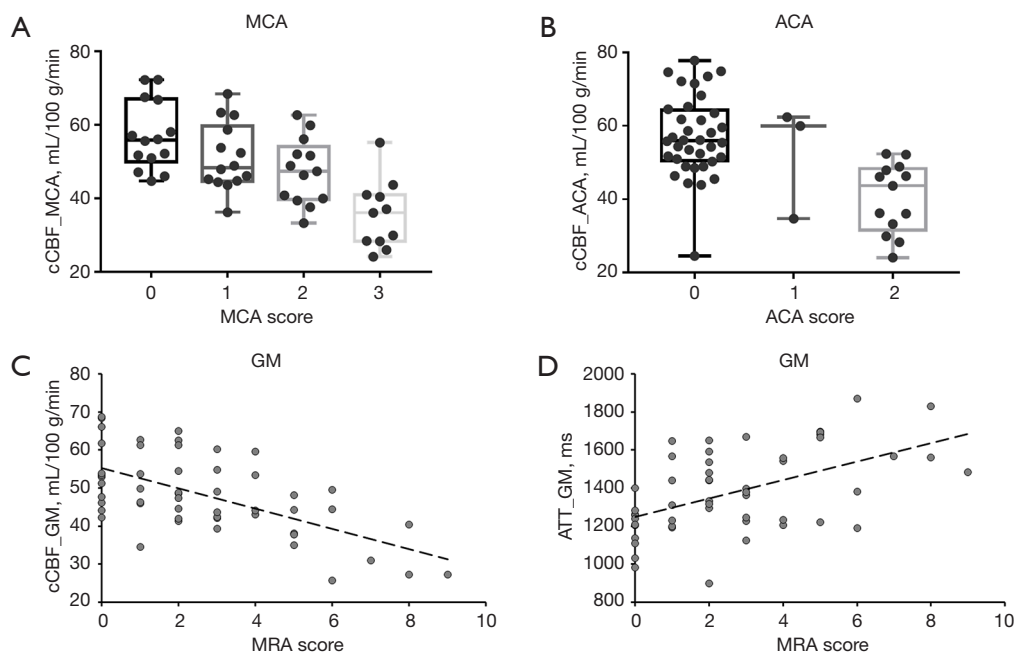 A
MCA
cCBF_MCA, mL/100 g/min
80
60
40
20
0 1 2 3
MCA score
B
ACA
cCBF_ACA, mL/100 g/min
80
60
40
20
0 1 2
ACA score
C
GM
cCBF_GM, mL/100 g/min
80
70
60
50
40
30
20
0 2 4 6 8 10
MRA score
D
GM
ATT_GM, ms
2000
1800
1600
1400
1200
1000
800
0 2 4 6 8 10
MRA score